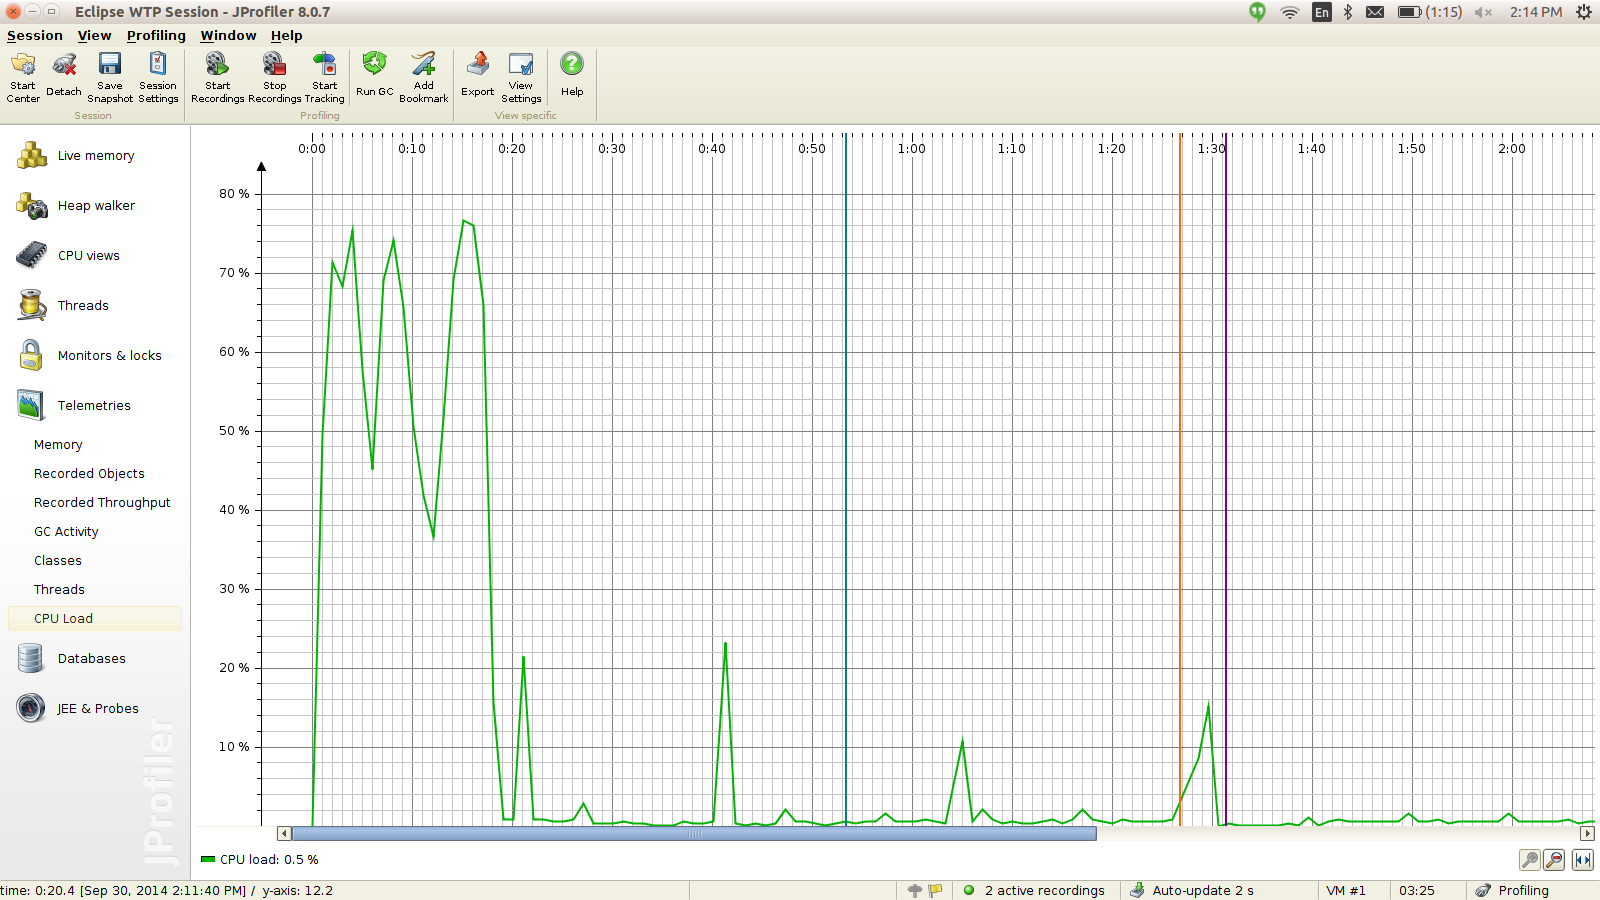 Eclipse WTP Session - JProfiler 8.0.7
En (1:15) 2:14 PM
Session View Profiling Window Help
Start Center Detach Save Snapshot Session Settings Start Recordings Stop Recordings Start Tracking Run GC Add Bookmark Export View Settings Help
Session Profiling View specific
Live memory
Heap walker
CPU views
Threads
Monitors & locks
Telemetries
Memory
Recorded Objects
Recorded Throughput
GC Activity
Classes
Threads
CPU Load
Databases
JEE & Probes
JProfiler
0:00 0:10 0:20 0:30 0:40 0:50 1:00 1:10 1:20 1:30 1:40 1:50 2:00
80 %
70 %
60 %
50 %
40 %
30 %
20 %
10 %
CPU load: 0.5 %
time: 0:20.4 [Sep 30, 2014 2:11:40 PM] / y-axis: 12.2
2 active recordings
Auto-update 2 s
VM #1
03:25
Profiling